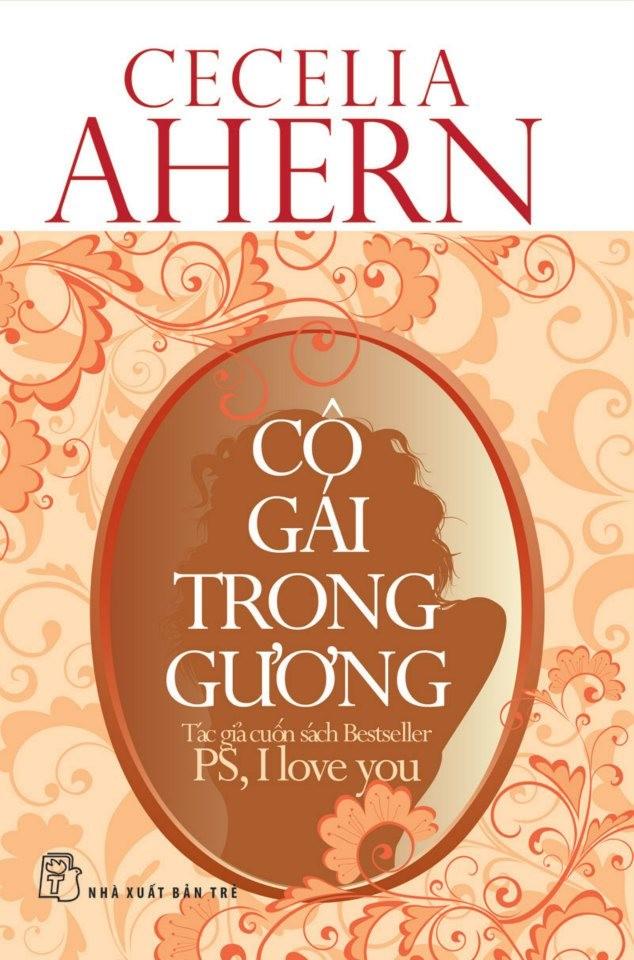 CECELIA
AHERN
CÔ
GÁI
TRONG
GƯƠNG
Tác giả cuốn sách Bestseller
PS, I love you
T
NHÀ XUẤT BẢN TRẺ